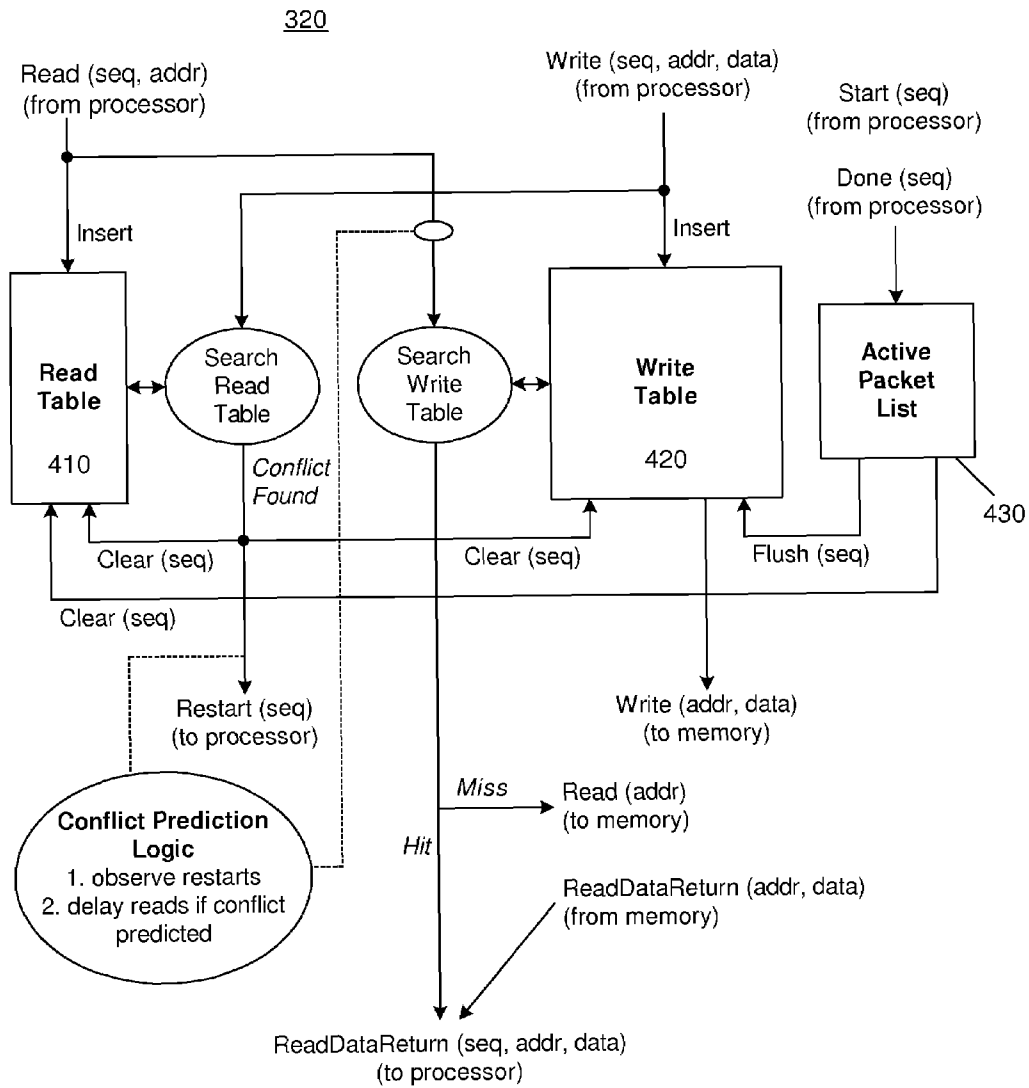 320
Read (seq, addr)
(from processor)
Write (seq, addr, data)
(from processor)
Start (seq)
(from processor)
Done (seq)
(from processor)
Insert
Insert
Read
Table
410
Search
Read
Table
Search
Write
Table
Write
Table
420
Active
Packet
List
430
Conflict
Found
Clear (seq)
Clear (seq)
Flush (seq)
Clear (seq)
Restart (seq)
(to processor)
Write (addr, data)
(to memory)
Conflict Prediction
Logic
1. observe restarts
2. delay reads if conflict
predicted
Miss
Read (addr)
(to memory)
Hit
ReadDataReturn (addr, data)
(from memory)
ReadDataReturn (seq, addr, data)
(to processor)